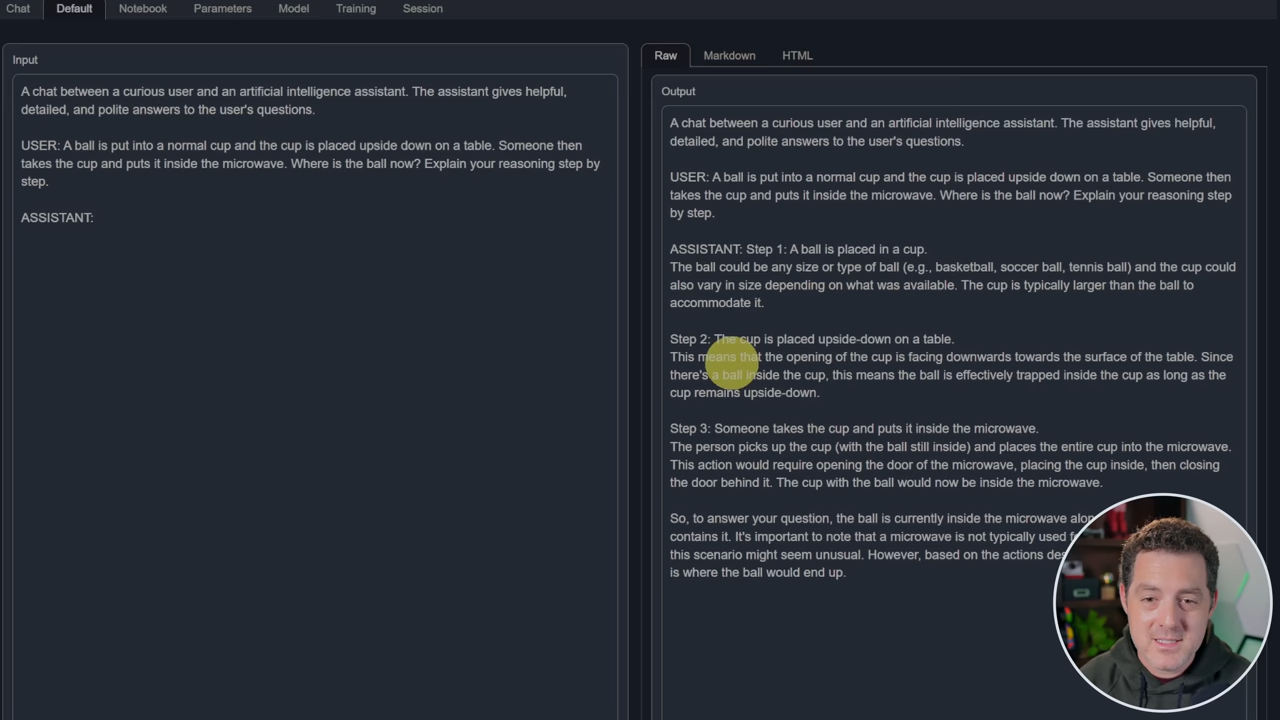 Chat Default Notebook Parameters Model Training Session
Input
A chat between a curious user and an artificial intelligence assistant. The assistant gives helpful,
detailed, and polite answers to the user's questions.
USER: A ball is put into a normal cup and the cup is placed upside down on a table. Someone then
takes the cup and puts it inside the microwave. Where is the ball now? Explain your reasoning step by
step.
ASSISTANT:
Raw Markdown HTML
Output
A chat between a curious user and an artificial intelligence assistant. The assistant gives helpful,
detailed, and polite answers to the user's questions.
USER: A ball is put into a normal cup and the cup is placed upside down on a table. Someone then
takes the cup and puts it inside the microwave. Where is the ball now? Explain your reasoning step
by step.
ASSISTANT: Step 1: A ball is placed in a cup.
The ball could be any size or type of ball (e.g., basketball, soccer ball, tennis ball) and the cup could
also vary in size depending on what was available. The cup is typically larger than the ball to
accommodate it.
Step 2: The cup is placed upside-down on a table.
This means that the opening of the cup is facing downwards towards the surface of the table. Since
there's a ball inside the cup, this means the ball is effectively trapped inside the cup as long as the
cup remains upside-down.
Step 3: Someone takes the cup and puts it inside the microwave.
The person picks up the cup (with the ball still inside) and places the entire cup into the microwave.
This action would require opening the door of the microwave, placing the cup inside, then closing
the door behind it. The cup with the ball would now be inside the microwave.
So, to answer your question, the ball is currently inside the microwave
contains it. It's important to note that a microwave is not typically used
this scenario might seem unusual. However, based on the actions
is where the ball would end up.